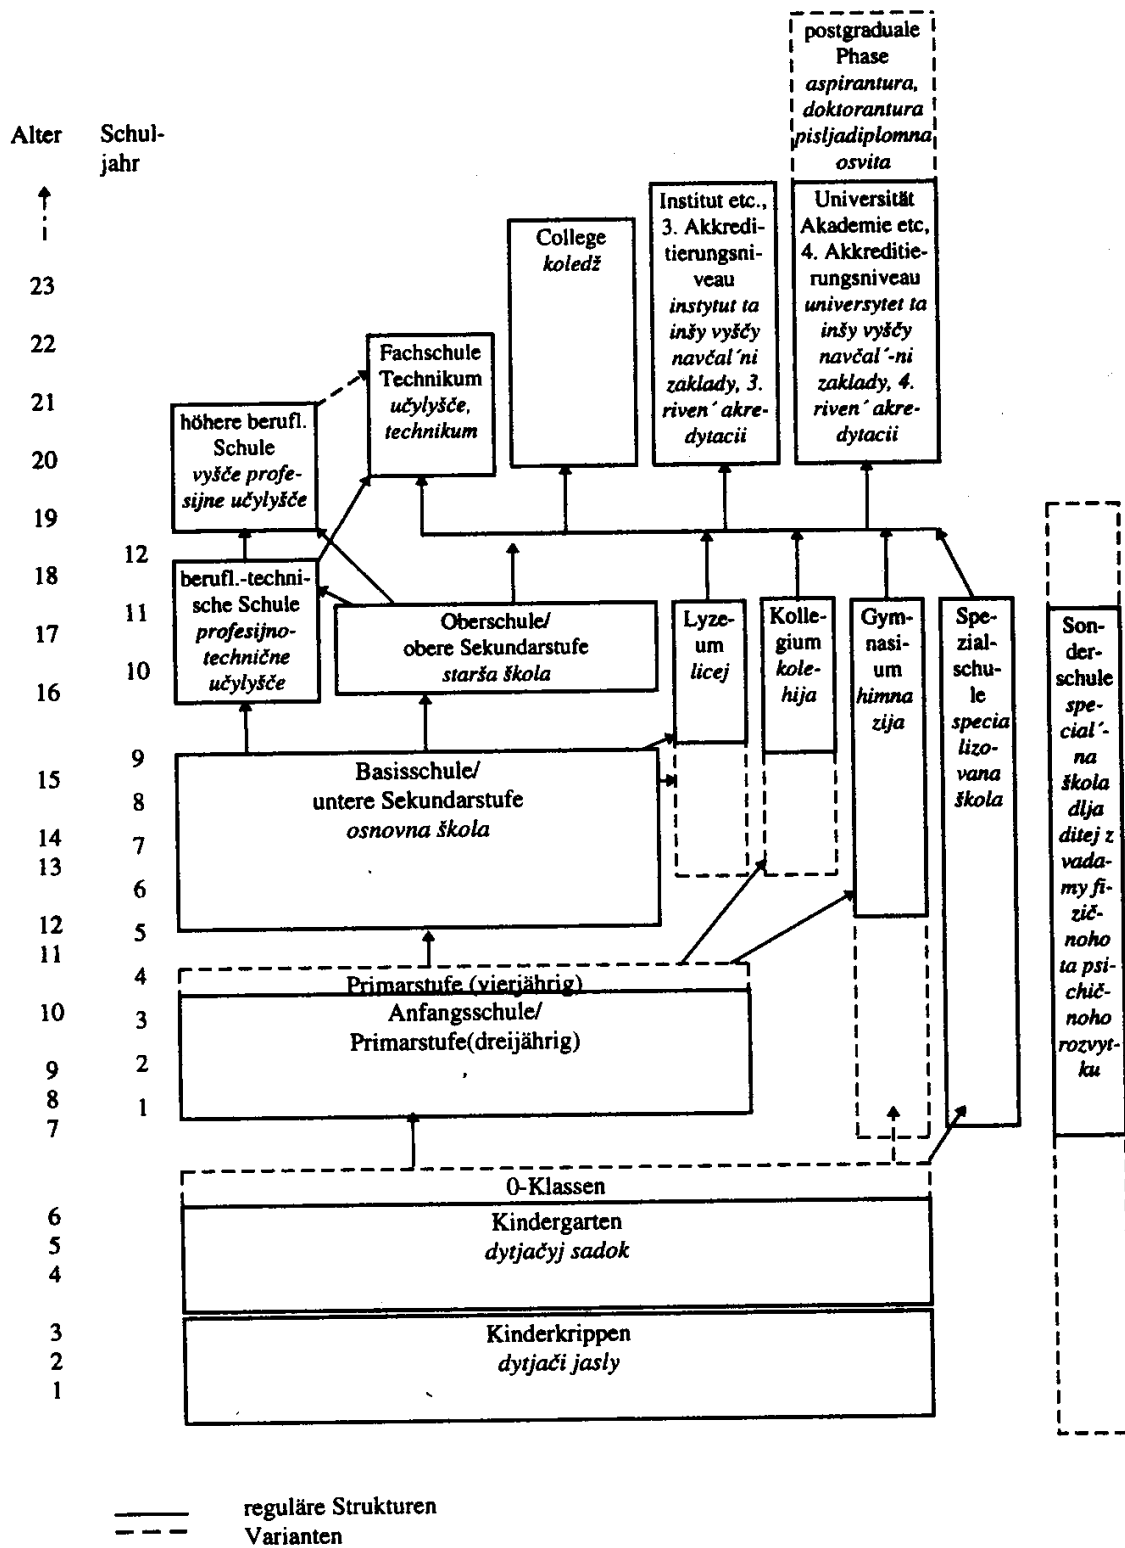 postgraduale
Phase
aspirantura,
doktorantura
pisljadiplomna
osvita
Alter
Schul-
jahr
Institut etc.,
3. Akkredi-
tierungsni-
veau
instytut ta
inšy vyščy
navčal´ni
zaklady, 3.
riven´ akre-
dytacii
Universität
Akademie etc,
4. Akkreditie-
rungsniveau
universytet ta
inšy vyščy
navčal´-ni
zaklady, 4.
riven´ akre-
dytacii
College
koledž
Fachschule
Technikum
učylyšče,
technikum
höhere berufl.
Schule
vyšče profe-
sijne učylyšče
berufl.-techni-
sche Schule
profesijno-
technične
učylyšče
Oberschule/
obere Sekundarstufe
starša škola
Lyze-
um
licej
Kolle-
gium
kole-
hija
Gym-
nasi-
um
himna
zija
Spe-
zial-
schu-
le
specia
lizo-
vana
škola
Son-
der-
schule
spe-
cial´-
na
škola
dlja
ditej z
vada-
my fi-
zič-
noho
ta psi-
chič-
noho
rozvyt-
ku
Basisschule/
untere Sekundarstufe
osnovna škola
Primarstufe (vierjährig)
Anfangsschule/
Primarstufe(dreijährig)
0-Klassen
Kindergarten
dytjačyj sadok
Kinderkrippen
dytjači jasly
23
22
21
20
19
18
17
16
15
14
13
12
11
10
9
8
7
6
5
4
3
2
1
12
11
10
9
8
7
6
5
4
3
2
1
reguläre Strukturen
Varianten